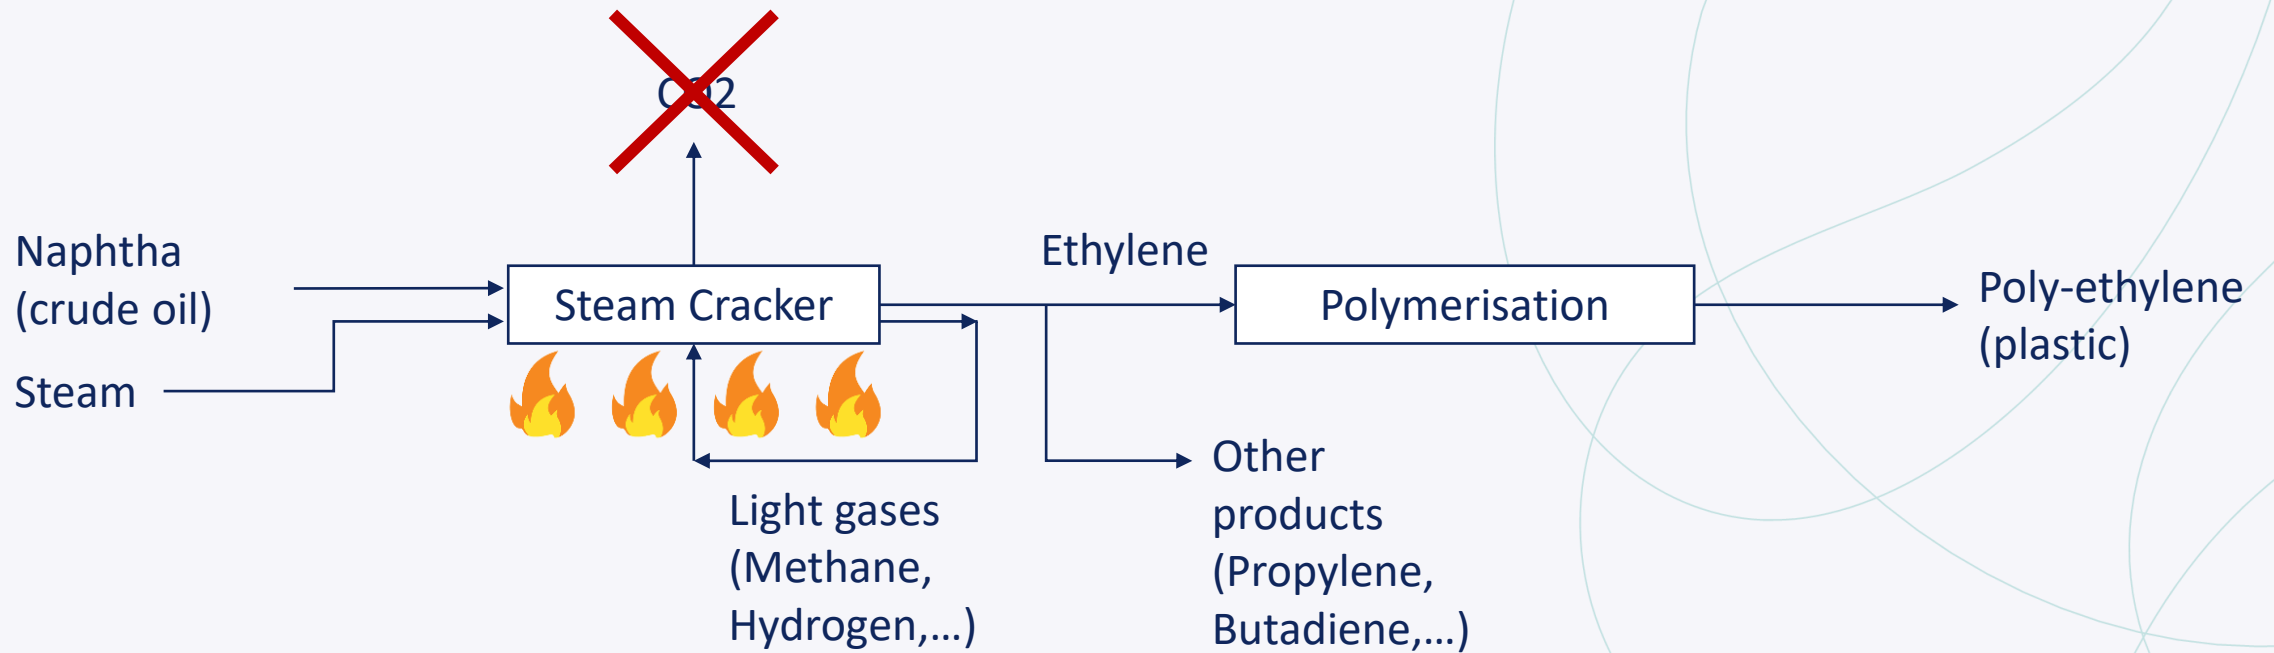 CO2
Naphtha
(crude oil)
Steam
Steam Cracker
Ethylene
Polymerisation
Poly-ethylene
(plastic)
Light gases
(Methane,
Hydrogen,...)
Other
products
(Propylene,
Butadiene,...)